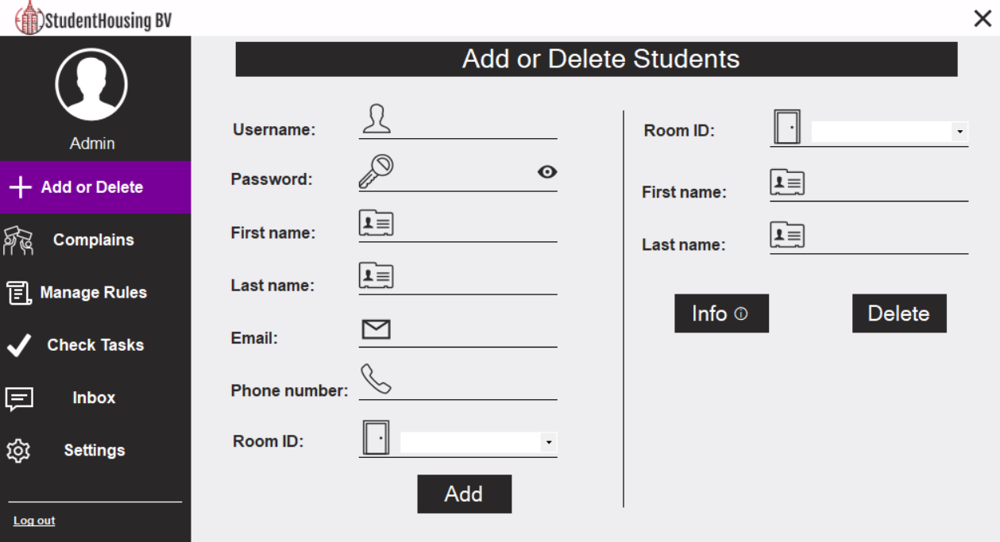 StudentHousing BV
Admin
Add or Delete
Complains
Manage Rules
Check Tasks
Inbox
Settings
Log out
Add or Delete Students
Username:
Password:
First name:
Last name:
Email:
Phone number:
Room ID:
Add
Room ID:
First name:
Last name:
Info
Delete